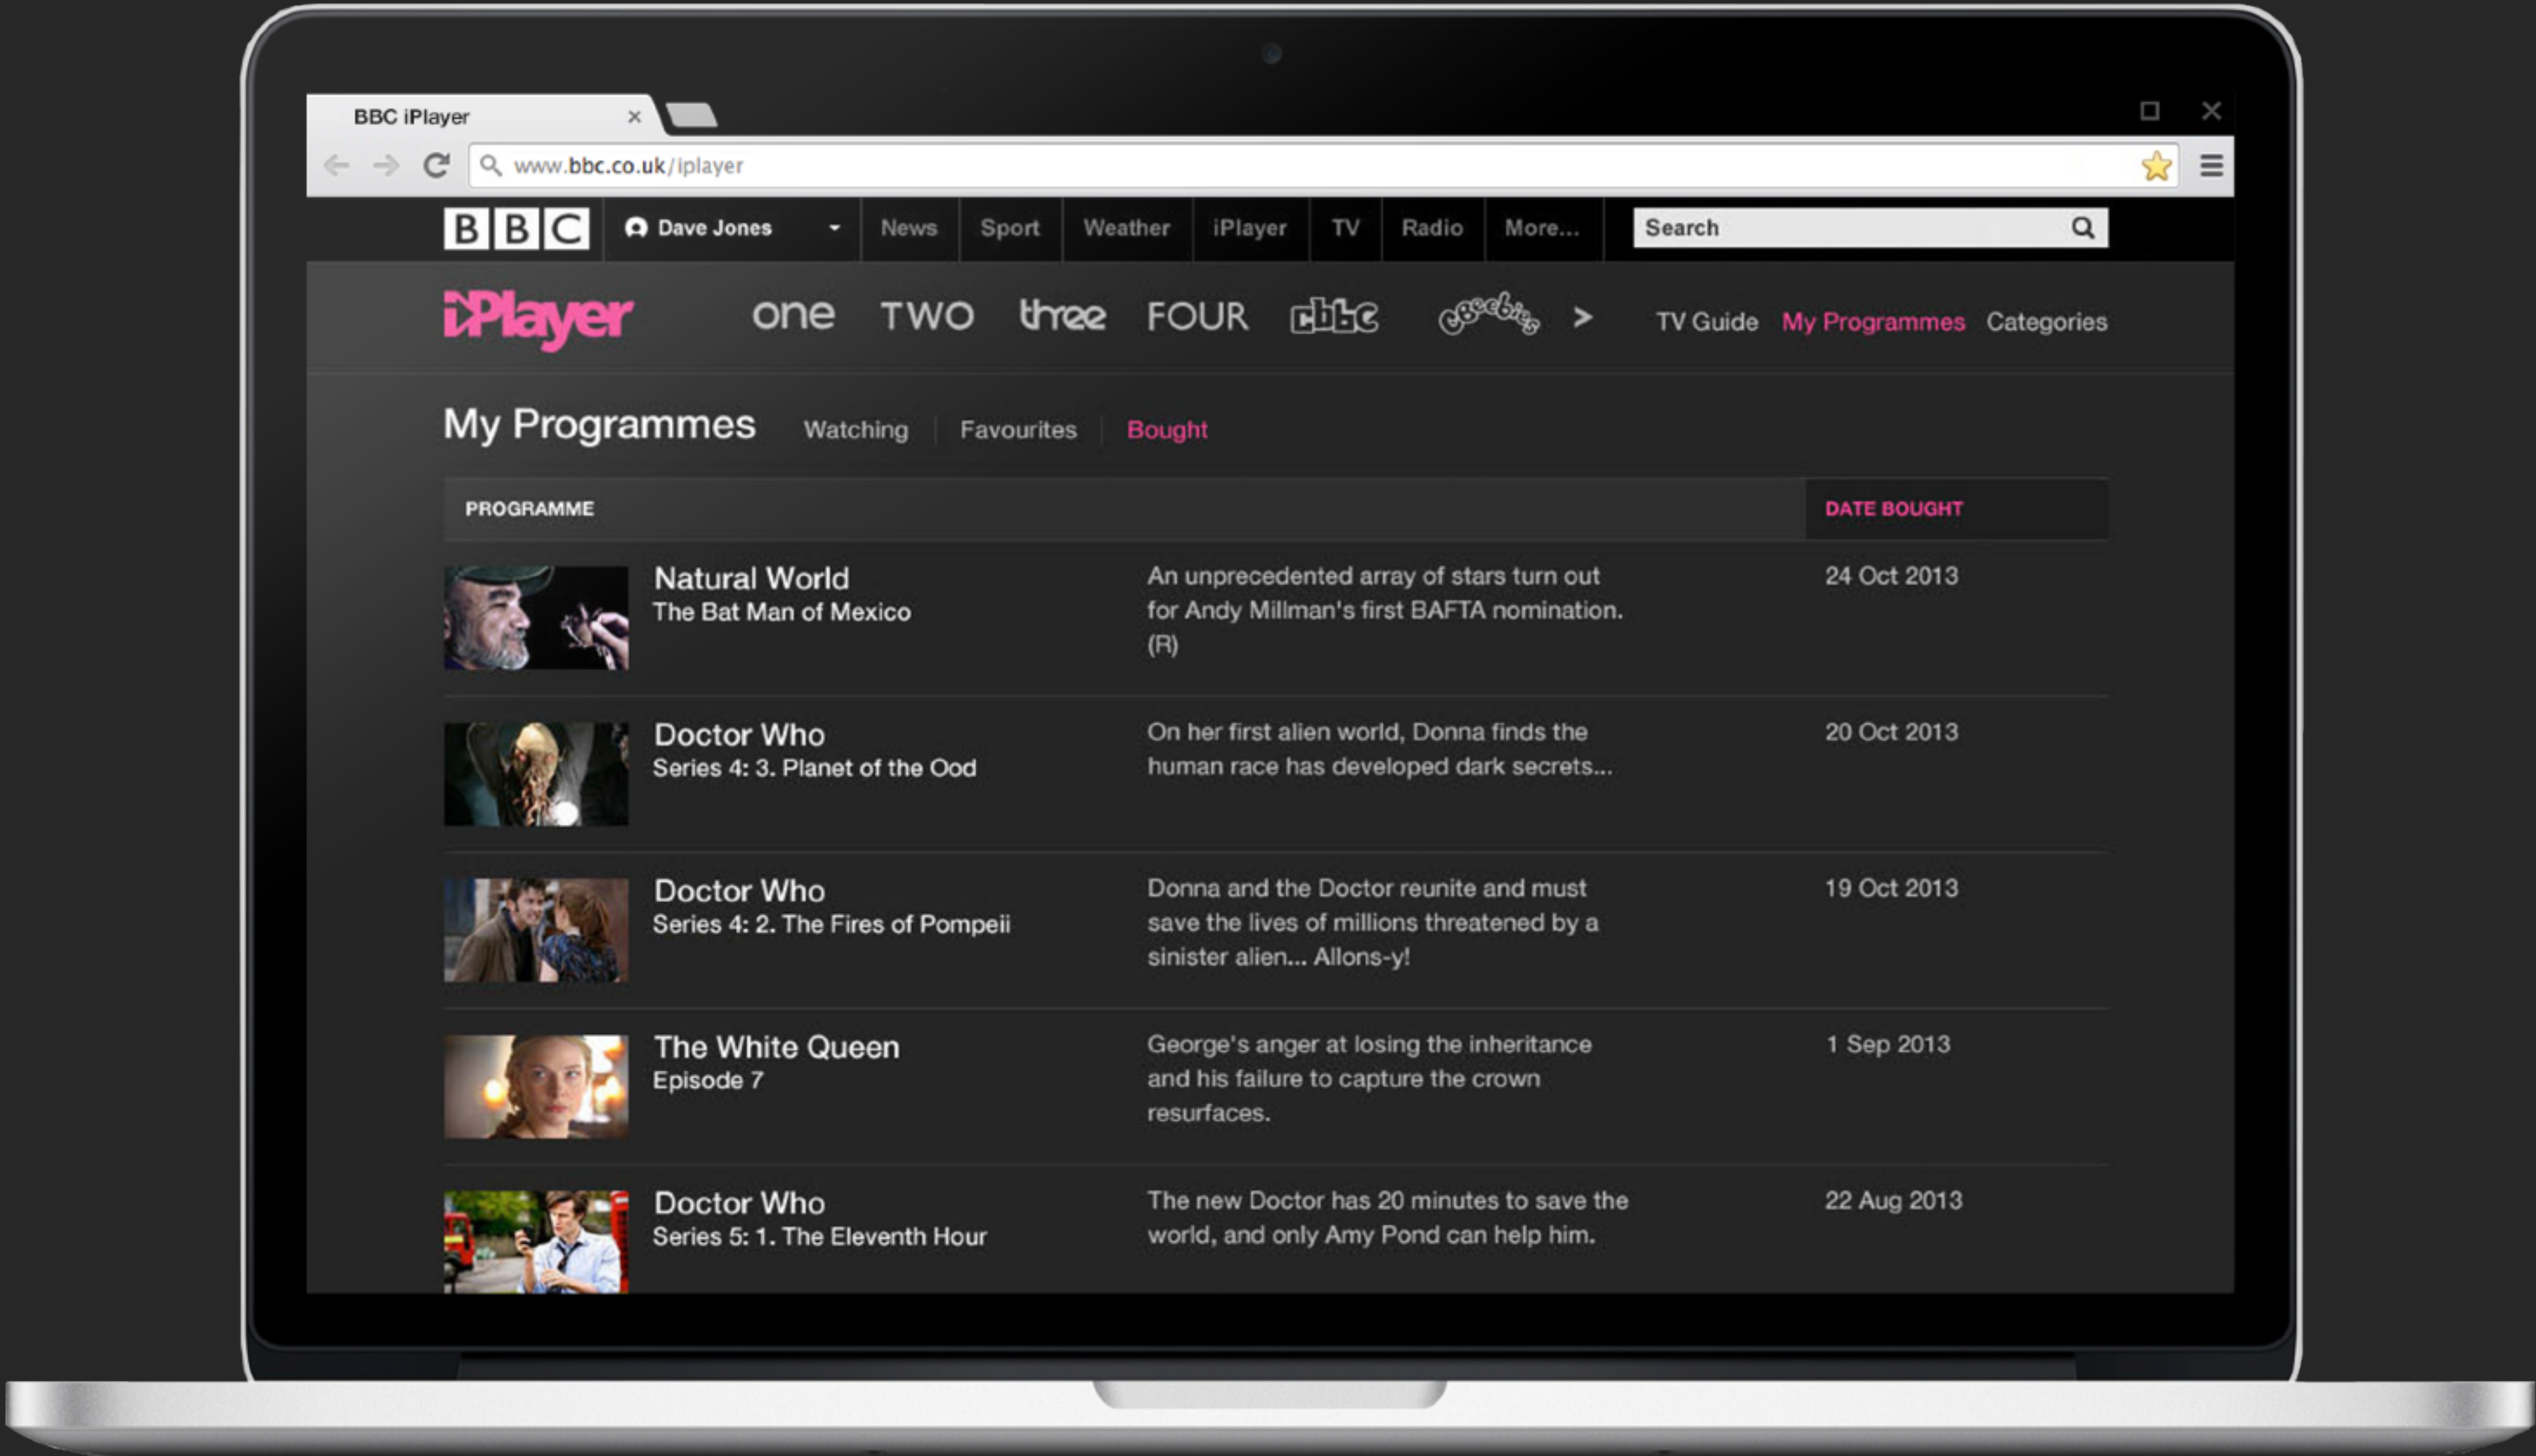 BBC iPlayer
www.bbc.co.uk/iplayer
BBC Dave Jones News Sport Weather iPlayer TV Radio More... Search
iPlayer one TWO three FOUR cbbc cbeebies > TV Guide My Programmes Categories
My Programmes Watching Favourites Bought
PROGRAMME DATE BOUGHT
Natural World
The Bat Man of Mexico
An unprecedented array of stars turn out
for Andy Millman's first BAFTA nomination.
(R)
24 Oct 2013
Doctor Who
Series 4: 3. Planet of the Ood
On her first alien world, Donna finds the
human race has developed dark secrets...
20 Oct 2013
Doctor Who
Series 4: 2. The Fires of Pompeii
Donna and the Doctor reunite and must
save the lives of millions threatened by a
sinister alien... Allons-y!
19 Oct 2013
The White Queen
Episode 7
George's anger at losing the inheritance
and his failure to capture the crown
resurfaces.
1 Sep 2013
Doctor Who
Series 5: 1. The Eleventh Hour
The new Doctor has 20 minutes to save the
world, and only Amy Pond can help him.
22 Aug 2013